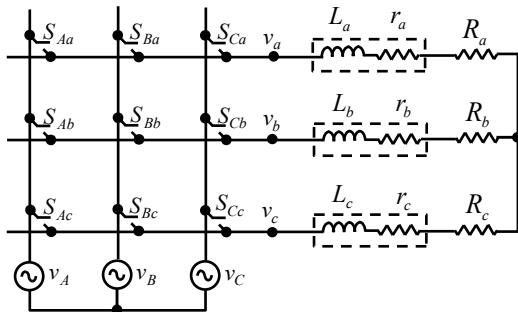 S_Aa S_Ba S_Ca v_a L_a r_a R_a
S_Ab S_Bb S_Cb v_b L_b r_b R_b
S_Ac S_Bc S_Cc v_c L_c r_c R_c
v_A v_B v_C